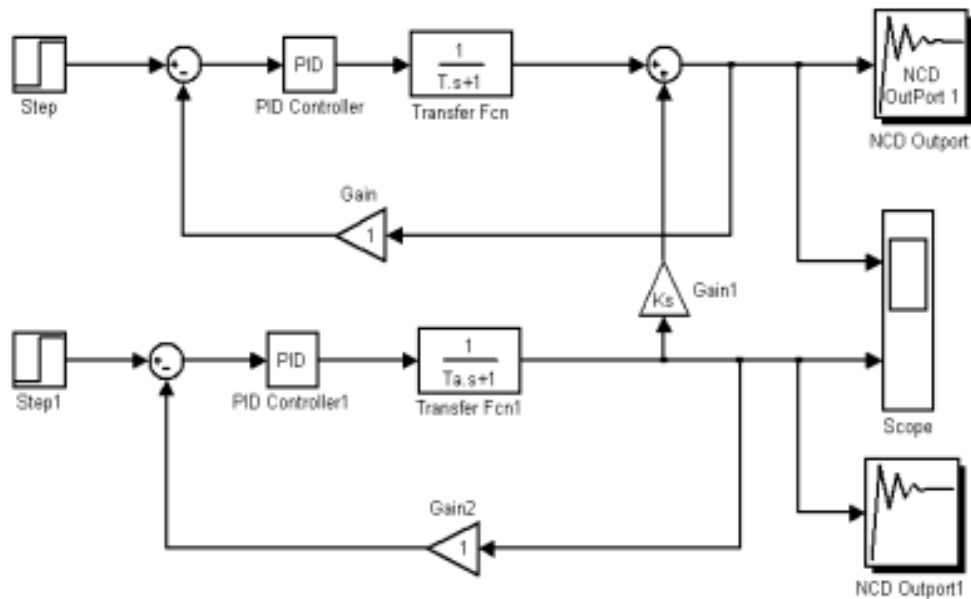 Step
+
-
PID
PID Controller
1
T.s+1
Transfer Fcn
+
+
NCD
OutPort 1
NCD Outport
Gain
1
Ks
Gain1
Step1
+
-
PID
PID Controller1
1
Ta.s+1
Transfer Fcn1
Scope
Gain2
1
NCD Outport1